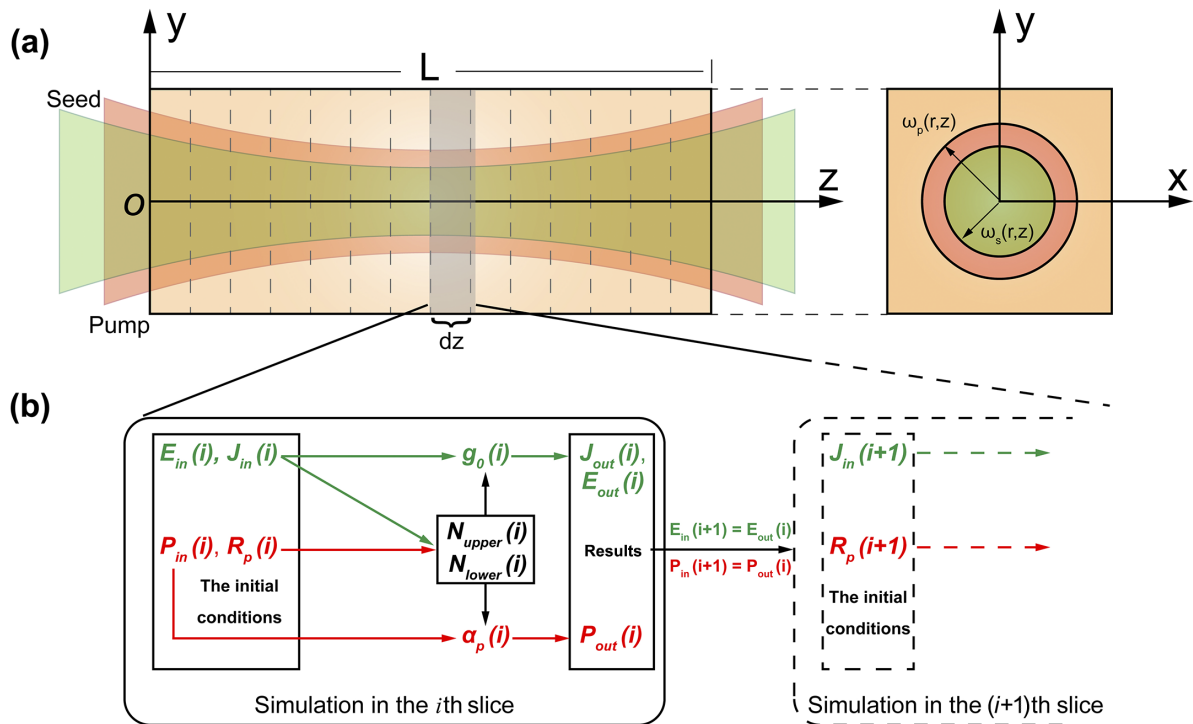 (a)
y
L
Seed
O
z
Pump
dz
y
ω_p(r,z)
x
ω_s(r,z)
(b)
E_in(i), J_in(i)
g_0(i)
J_out(i),
E_out(i)
N_upper(i)
N_lower(i)
P_in(i), R_p(i)
The initial
conditions
α_p(i)
Results
P_out(i)
Simulation in the ith slice
E_in(i+1) = E_out(i)
P_in(i+1) = P_out(i)
J_in(i+1)
R_p(i+1)
The initial
conditions
Simulation in the (i+1)th slice